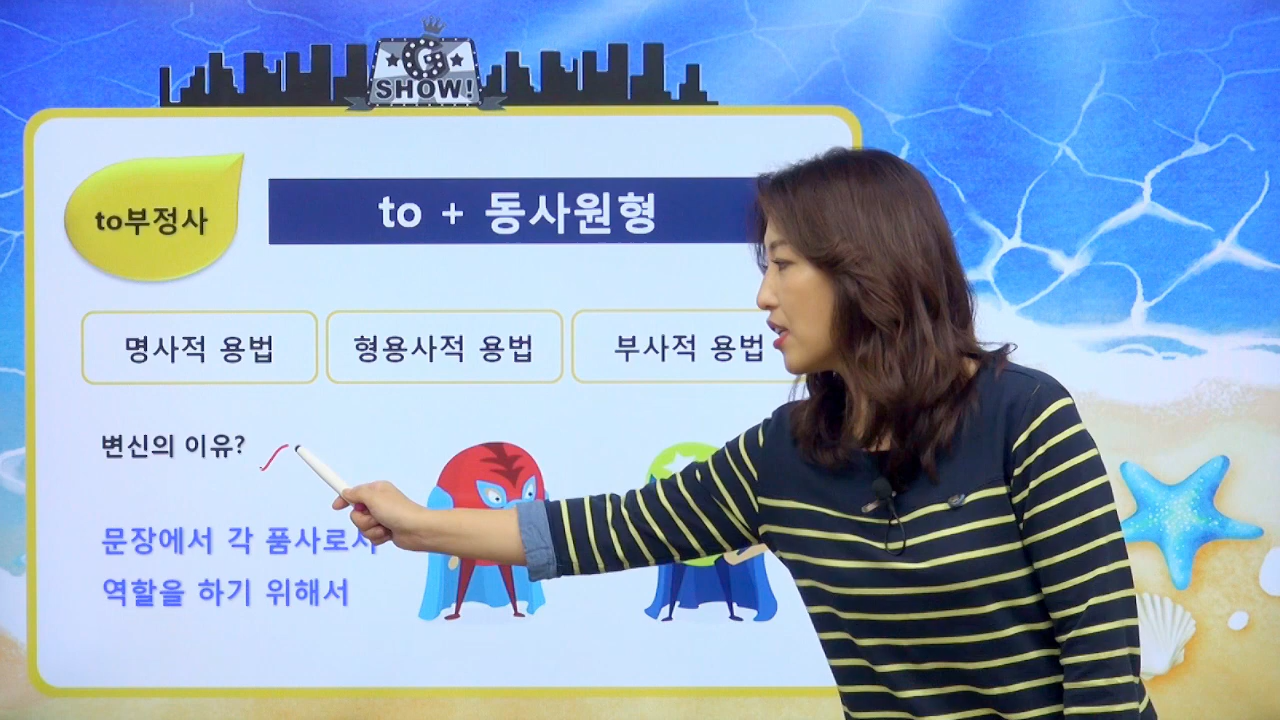 G
SHOW!
to부정사
to + 동사원형
명사적 용법
형용사적 용법
부사적 용법
변신의 이유?
문장에서 각 품사로서
역할을 하기 위해서